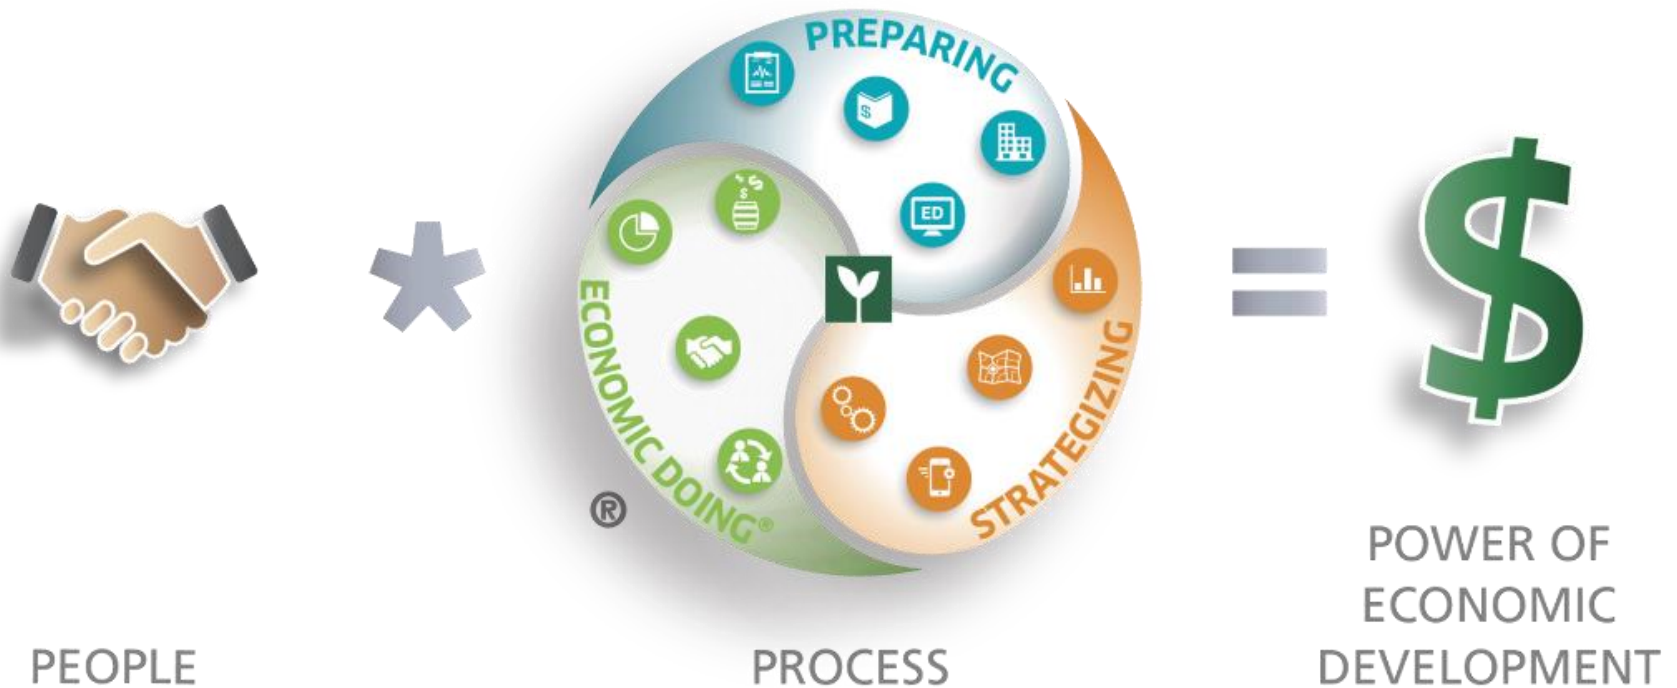 PREPARING
$
ED
$
$
$
ECONOMIC DOING®
STRATEGIZING
®
*
=
$
PEOPLE
PROCESS
POWER OF
ECONOMIC
DEVELOPMENT